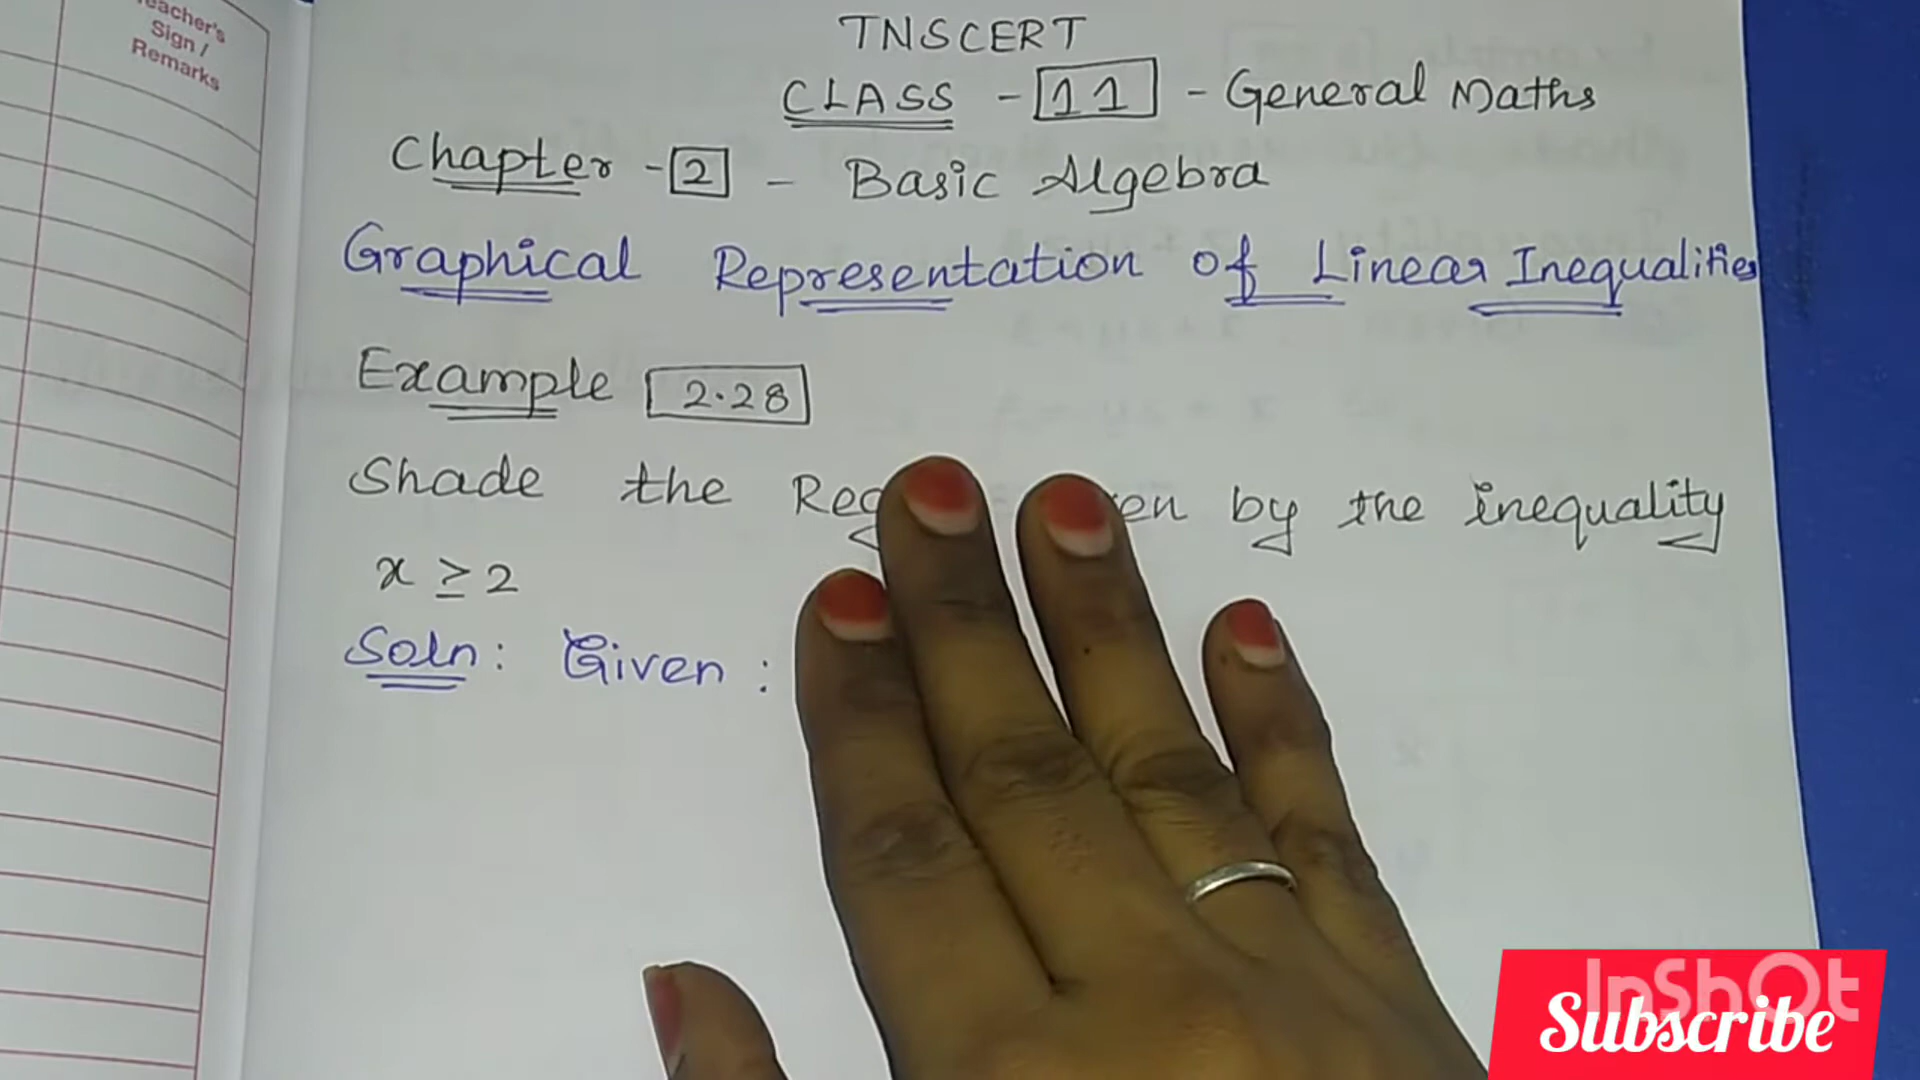 Teacher's
Sign /
Remarks
TNSCERT
CLASS - 11 - General Maths
Chapter - 2 - Basic Algebra
Graphical Representation of Linear Inequalities
Example 2.28
Shade the by the inequality
x ≥ 2
Soln: Given:
InShOt
Subscribe